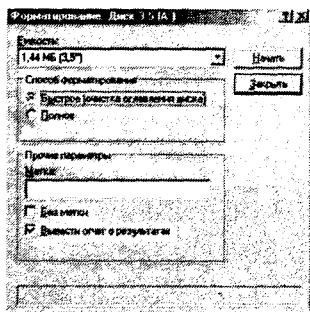 Форматирование: Диск 3,5 (A:)
Емкость:
1,44 МБ (3,5")
Начать
Закрыть
Способ форматирования
Быстрое (очистка оглавления диска)
Полное
Прочие параметры
Метка:
Без метки
Вывести отчет о результатах